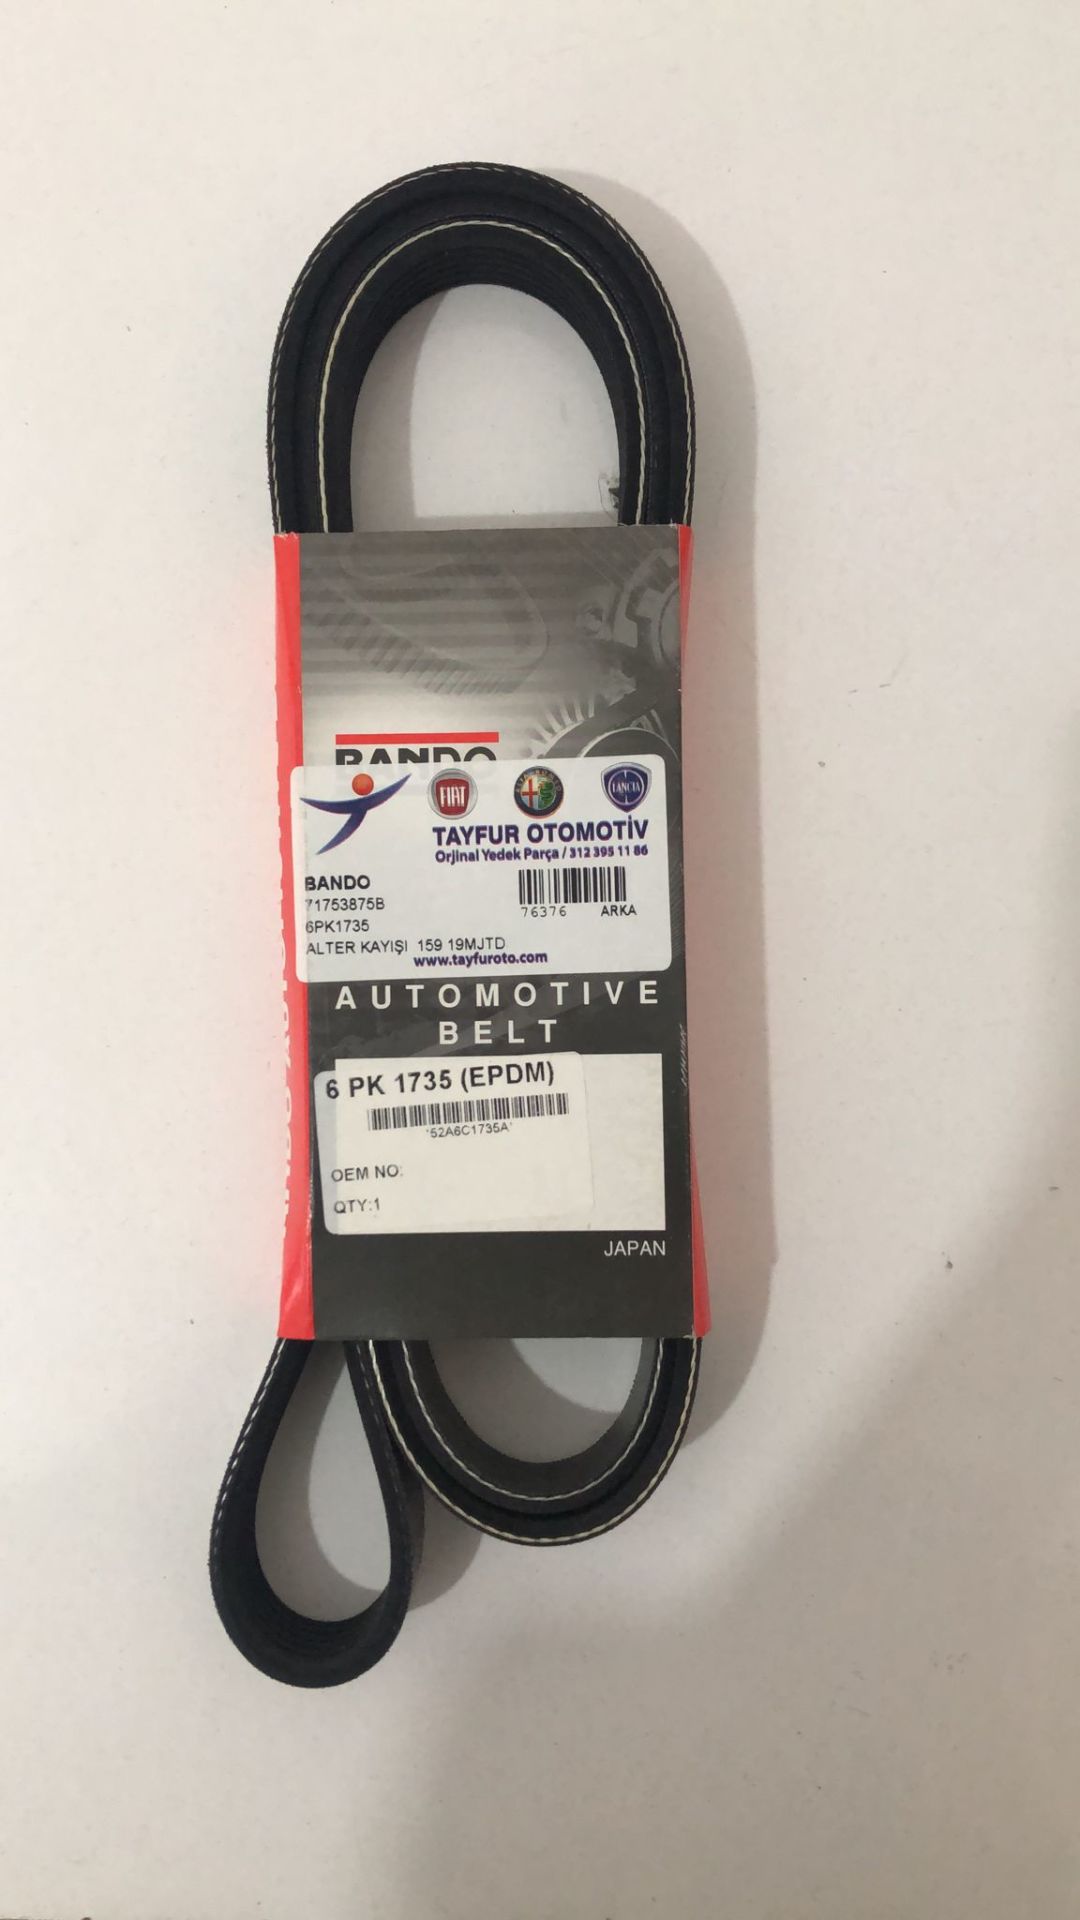 BANDO
FIAT
LANCIA
TAYFUR OTOMOTİV
Orjinal Yedek Parça / 312 395 11 86
BANDO
71753875B
6PK1735
76376 ARKA
ALTER KAYIŞI 159 19MJTD
www.tayfuroto.com
AUTOMOTIVE
BELT
6 PK 1735 (EPDM)
*52A6C1735A*
OEM NO:
QTY:1
JAPAN